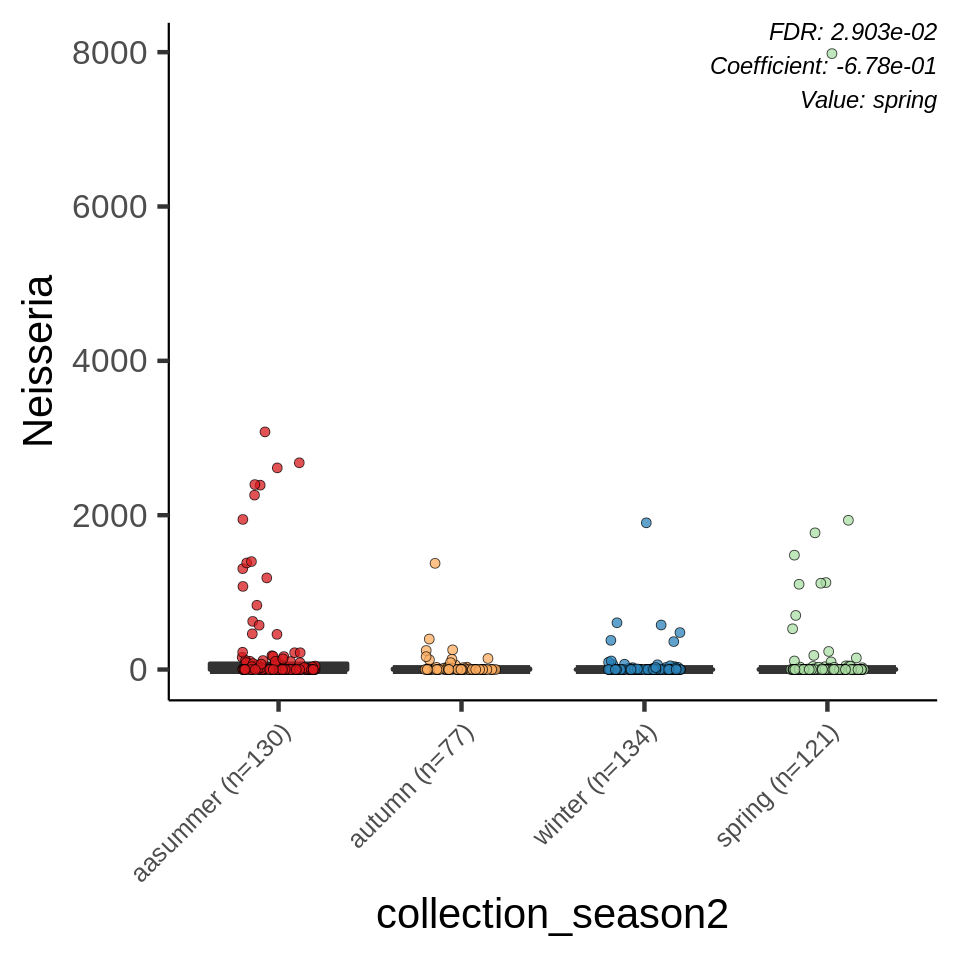 FDR: 2.903e-02
Coefficient: -6.78e-01
Value: spring
8000
6000
4000
2000
0
Neisseria
aasummer (n=130)
autumn (n=77)
winter (n=134)
spring (n=121)
collection_season2